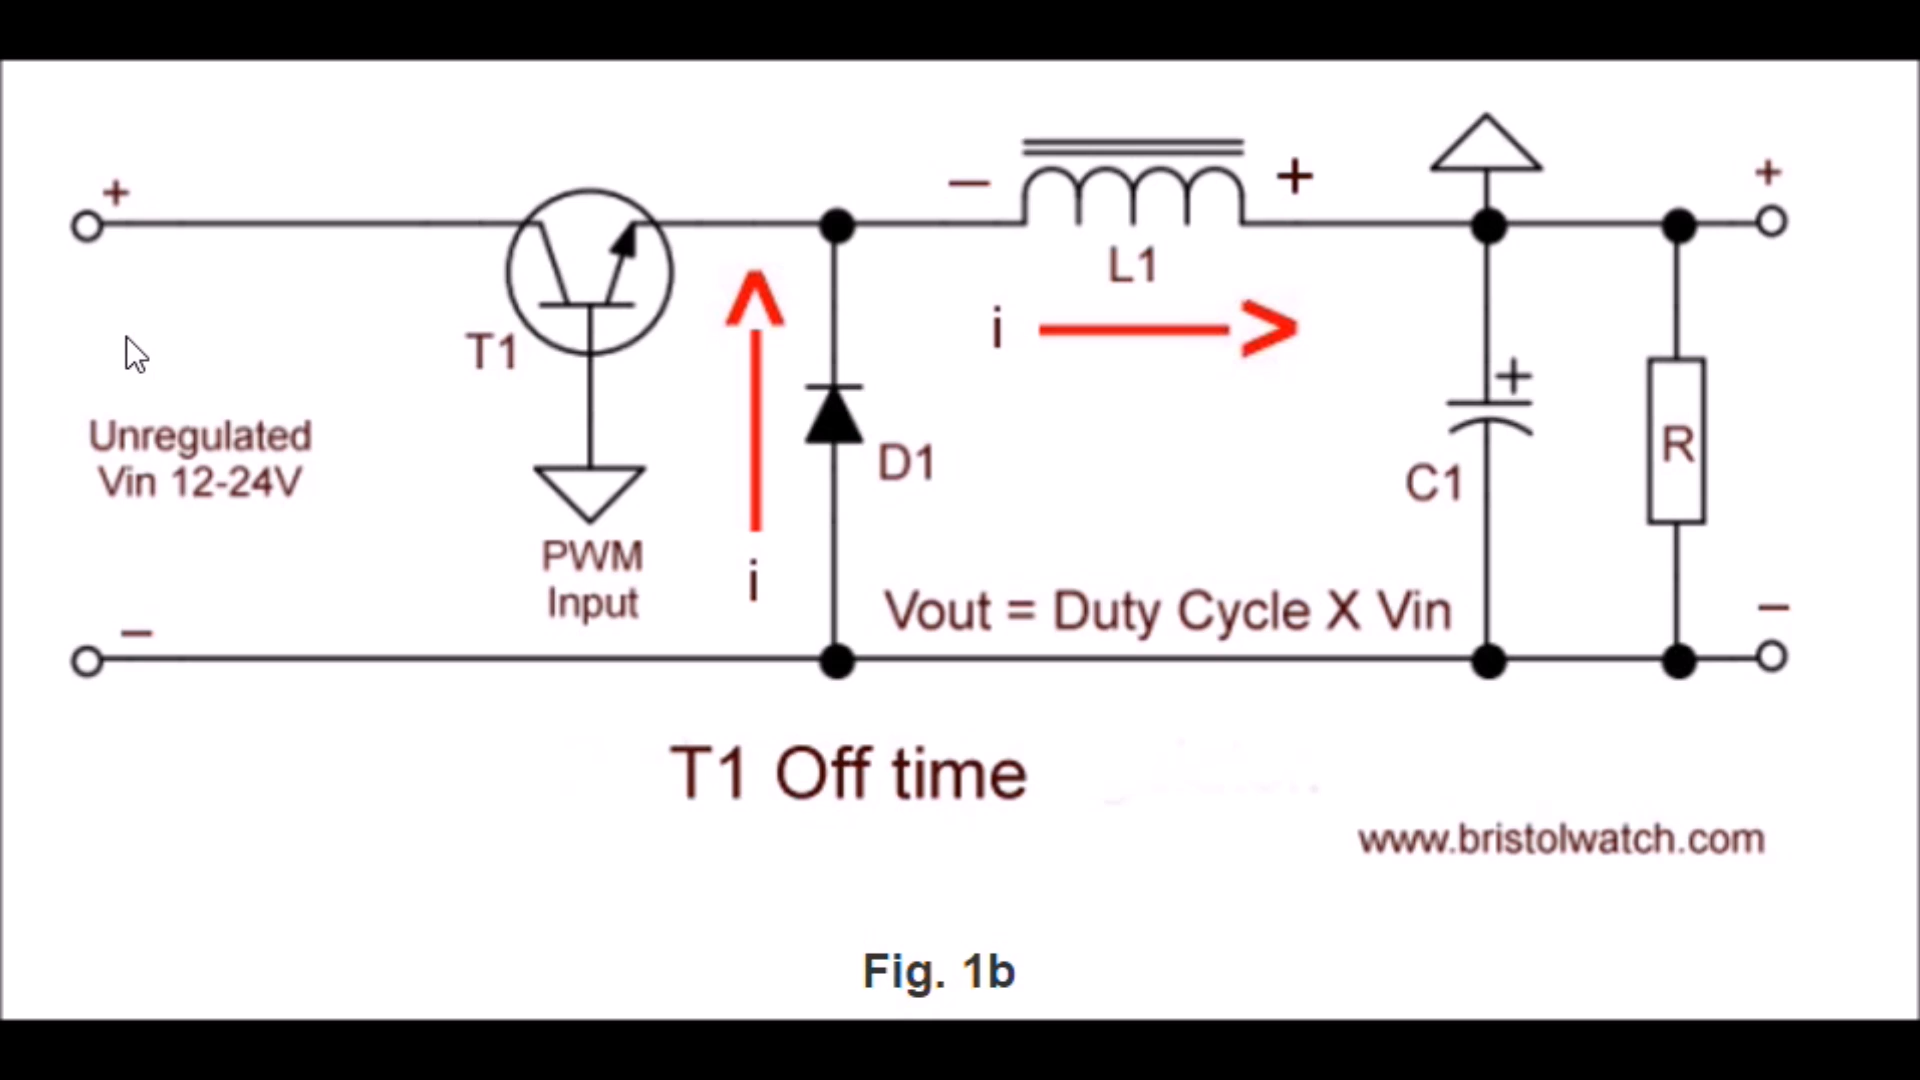 +
− +
+
L1
i
T1
+
Unregulated
Vin 12-24V
D1
C1
R
PWM
Input
i
Vout = Duty Cycle X Vin
−
−
T1 Off time
www.bristolwatch.com
Fig. 1b